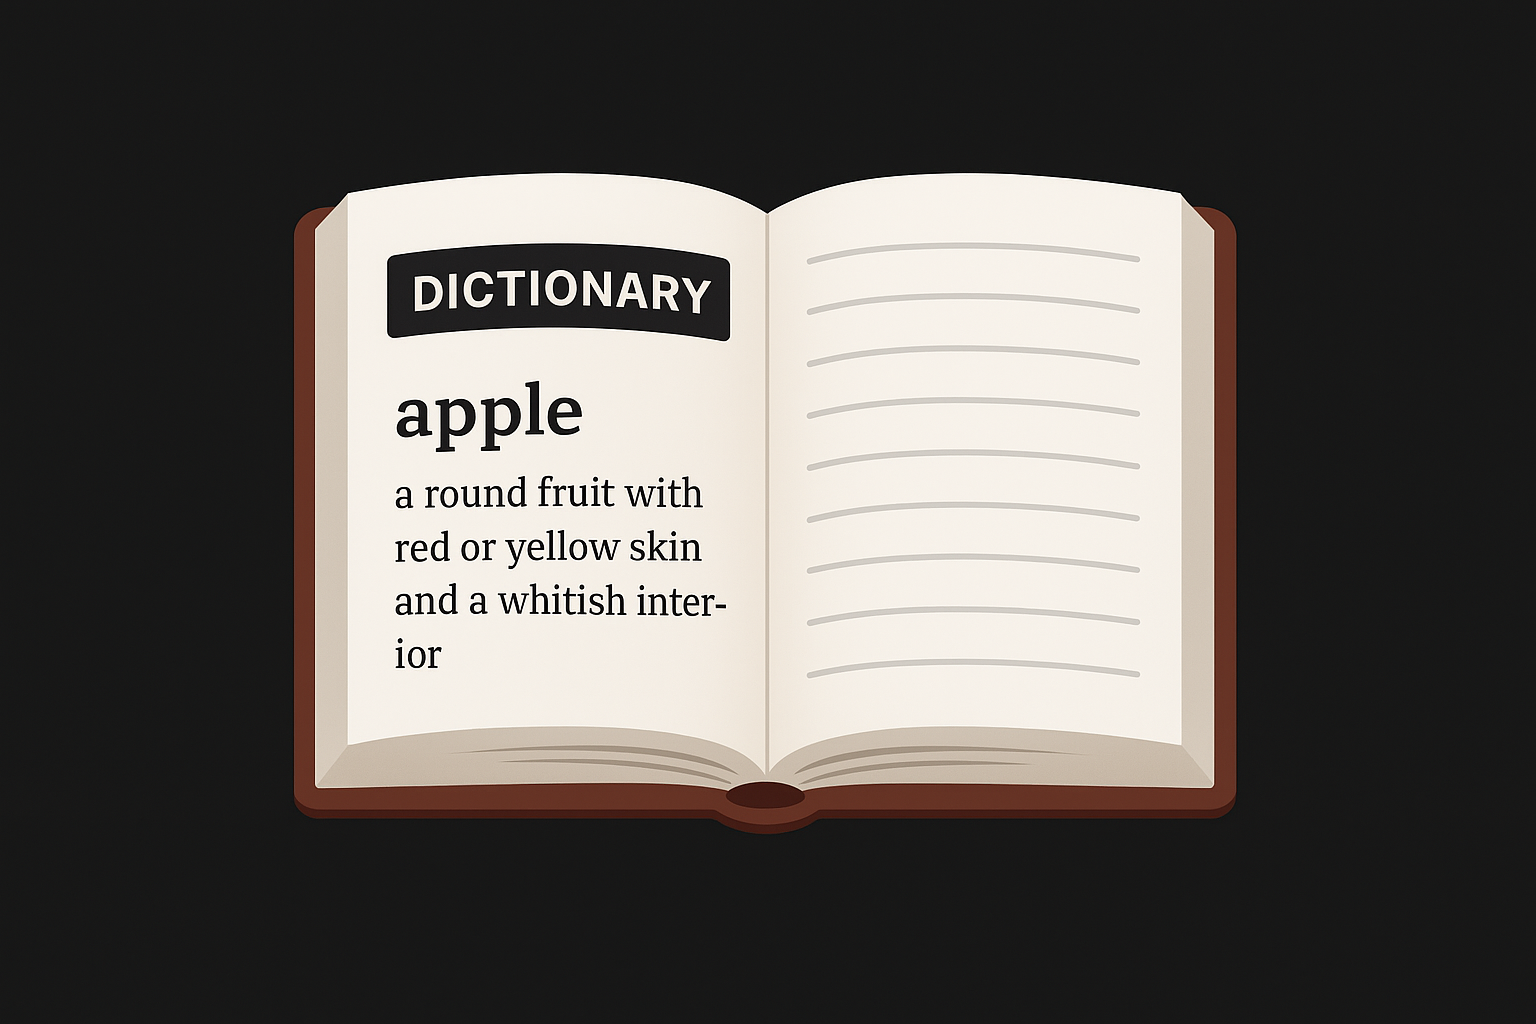 DICTIONARY
apple
a round fruit with
red or yellow skin
and a whitish inter-
ior